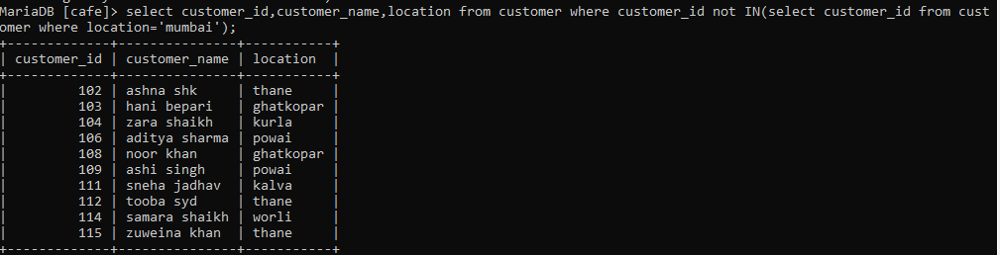 MariaDB [cafe]> select customer_id,customer_name,location from customer where customer_id not IN(select customer_id from cust
omer where location='mumbai');
+-------------+---------------+-----------+
| customer_id | customer_name | location  |
+-------------+---------------+-----------+
|         102 | ashna shk     | thane     |
|         103 | hani bepari   | ghatkopar |
|         104 | zara shaikh   | kurla     |
|         106 | aditya sharma | powai     |
|         108 | noor khan     | ghatkopar |
|         109 | ashi singh    | powai     |
|         111 | sneha jadhav  | kalva     |
|         112 | tooba syd     | thane     |
|         114 | samara shaikh | worli     |
|         115 | zuweina khan  | thane     |
+-------------+---------------+-----------+